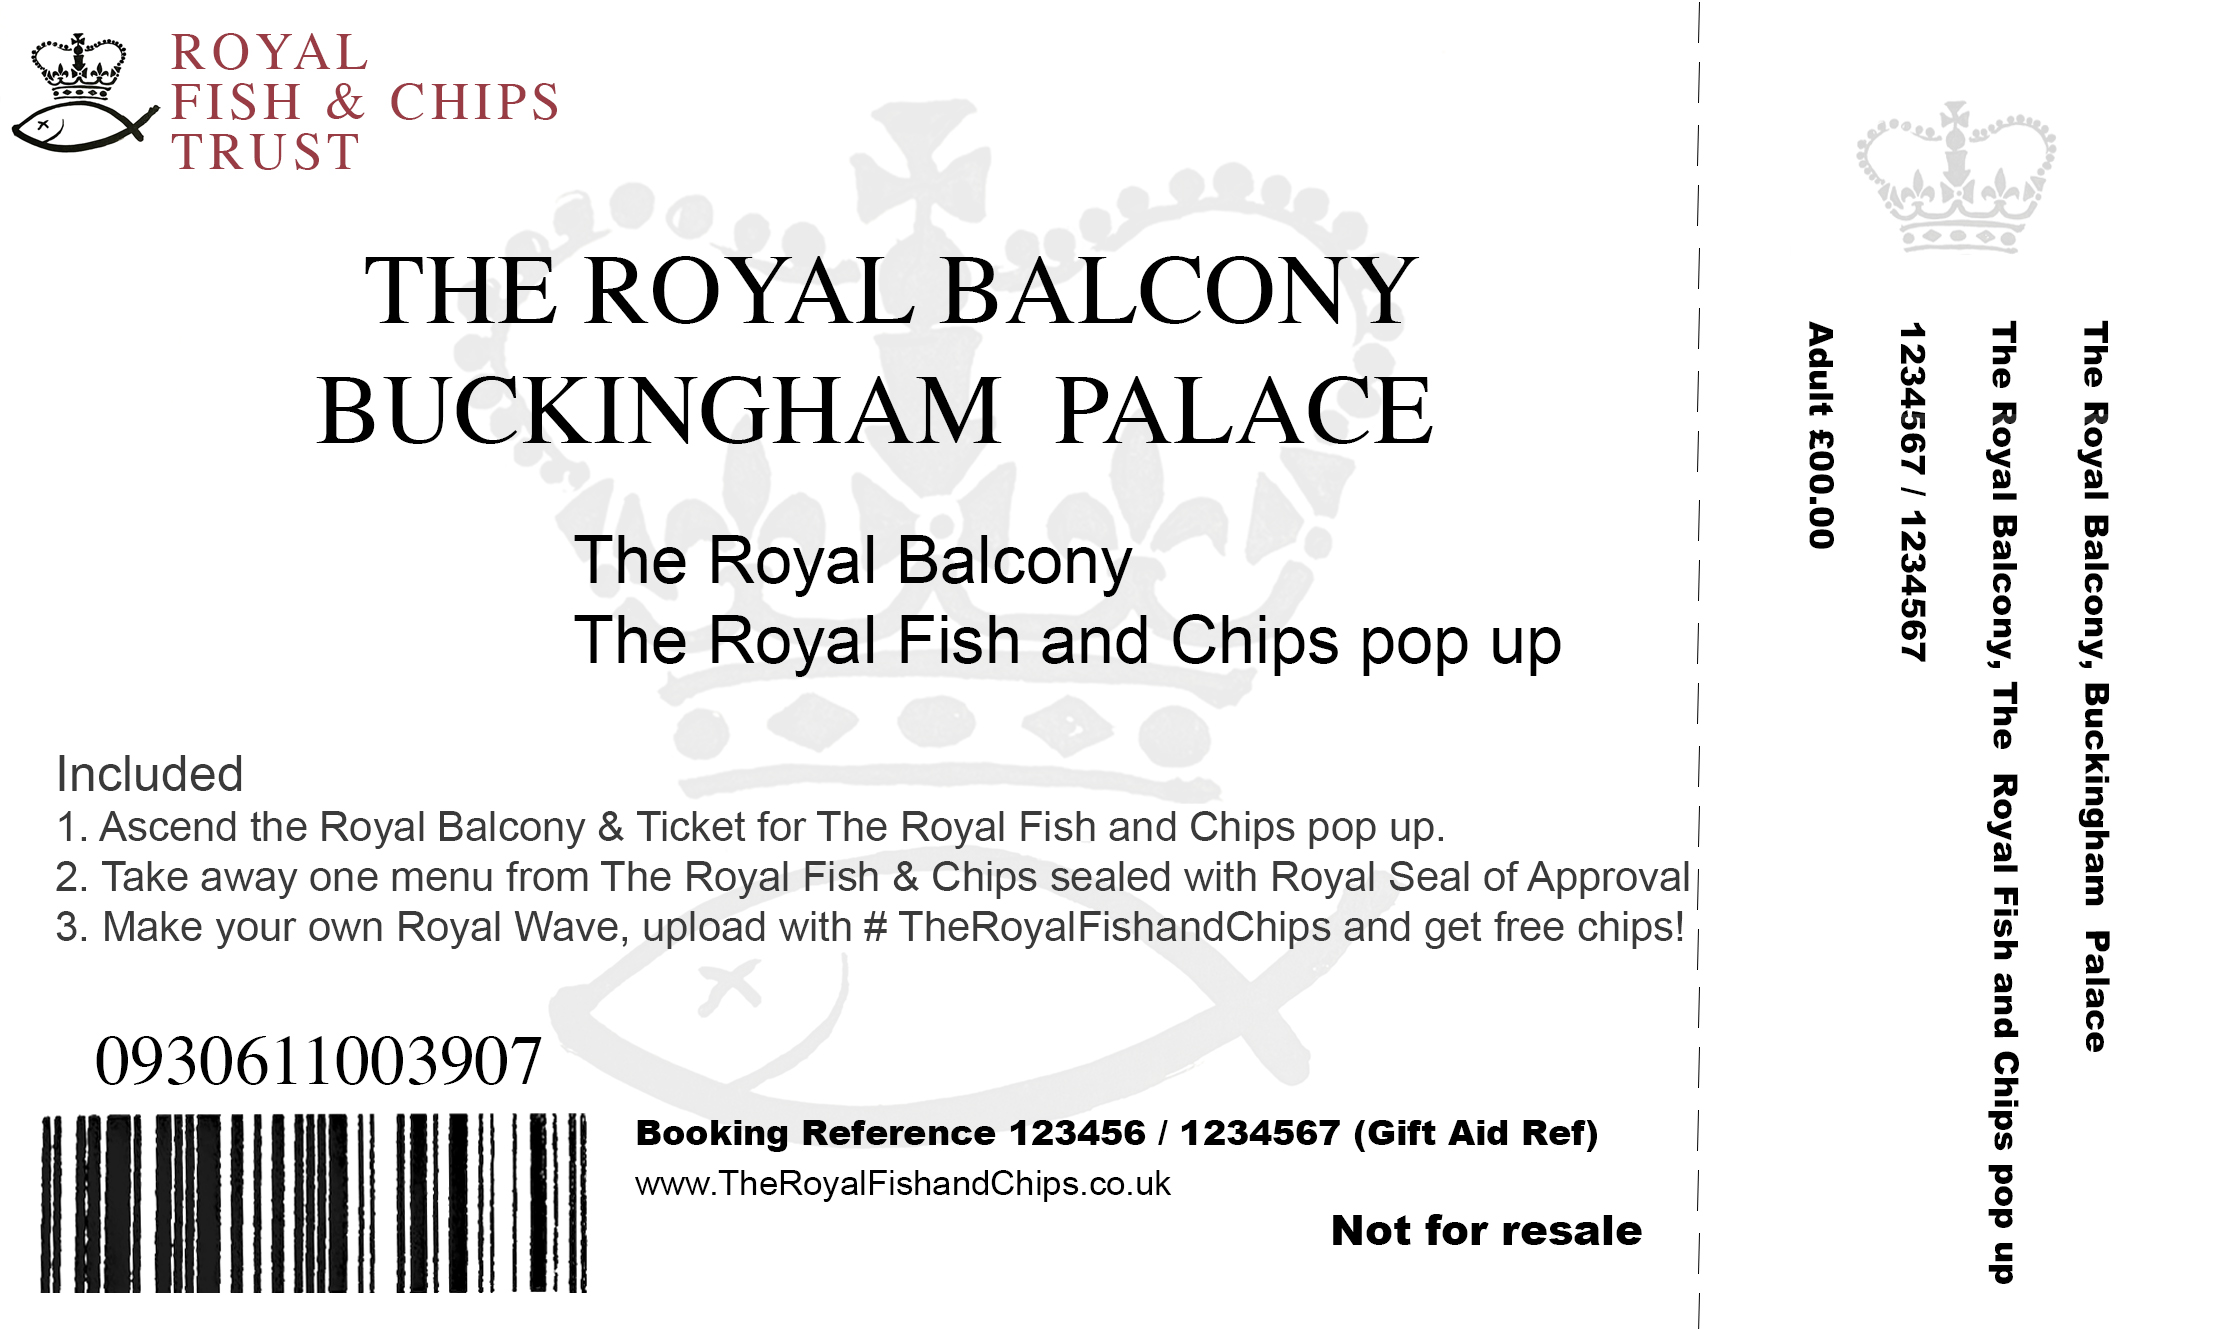 ROYAL
FISH & CHIPS
TRUST
THE ROYAL BALCONY
BUCKINGHAM PALACE
The Royal Balcony
The Royal Fish and Chips pop up
Included
1. Ascend the Royal Balcony & Ticket for The Royal Fish and Chips pop up.
2. Take away one menu from The Royal Fish & Chips sealed with Royal Seal of Approval
3. Make your own Royal Wave, upload with # TheRoyalFishandChips and get free chips!
0930611003907
Booking Reference 123456 / 1234567 (Gift Aid Ref)
www.TheRoyalFishandChips.co.uk
Not for resale
The Royal Balcony, Buckingham Palace
The Royal Balcony, The Royal Fish and Chips pop up
1234567 / 1234567
Adult £00.00